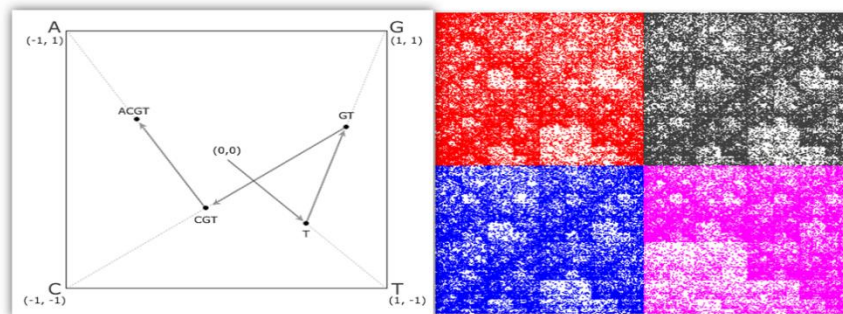 A
G
(-1, 1)
(1, 1)
ACGT
GT
(0,0)
CGT
T
C
T
(-1, -1)
(1, -1)